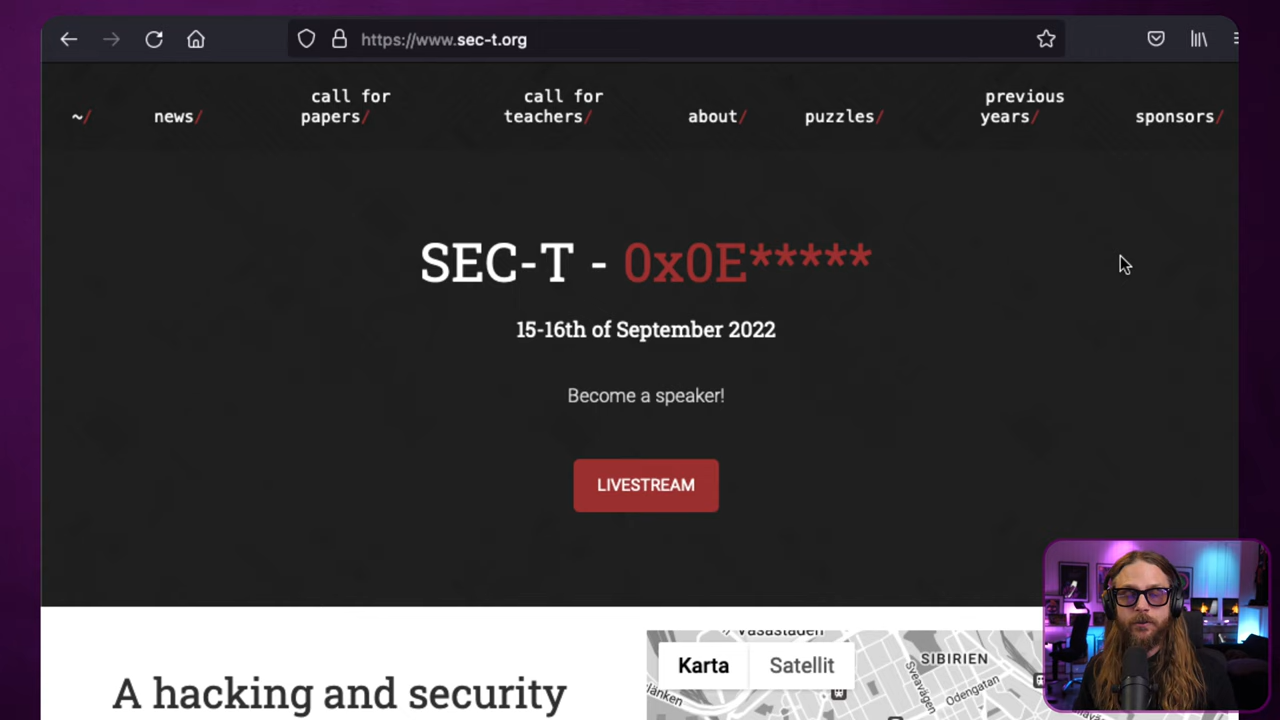 https://www.sec-t.org
~/
news/
call for
papers/
call for
teachers/
about/
puzzles/
previous
years/
sponsors/
SEC-T - 0x0E*****
15-16th of September 2022
Become a speaker!
LIVESTREAM
A hacking and security
Vasastaden
Karta
Satellit
SIBIRIEN
Sveavägen
Odengatan